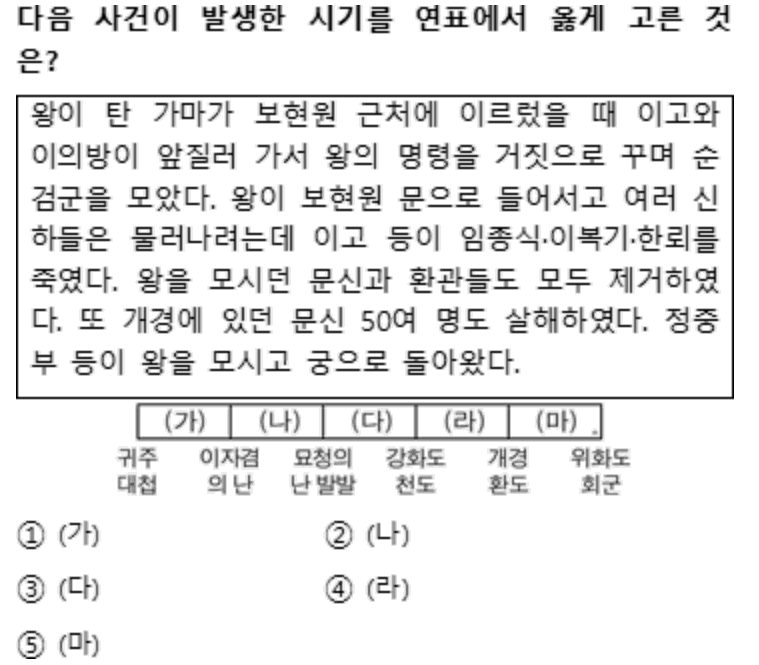 다음 사건이 발생한 시기를 연표에서 옳게 고른 것
은?
왕이 탄 가마가 보현원 근처에 이르렀을 때 이고와
이의방이 앞질러 가서 왕의 명령을 거짓으로 꾸며 순
검군을 모았다. 왕이 보현원 문으로 들어서고 여러 신
하들은 물러나려는데 이고 등이 임종식·이복기·한뢰를
죽였다. 왕을 모시던 문신과 환관들도 모두 제거하였
다. 또 개경에 있던 문신 50여 명도 살해하였다. 정중
부 등이 왕을 모시고 궁으로 돌아왔다.
(가) (나) (다) (라) (마)
귀주 이자겸 묘청의 강화도 개경 위화도
대첩 의 난 난 발발 천도 환도 회군
① (가) ② (나)
③ (다) ④ (라)
⑤ (마)